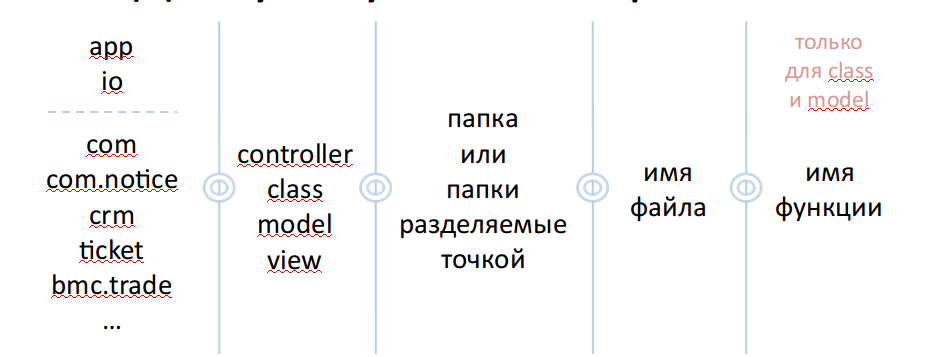 app
io
com
com.notice
crm
ticket
bmc.trade
...
controller
class
model
view
папка
или
папки
разделяемые
точкой
имя
файла
только
для class
и model
имя
функции